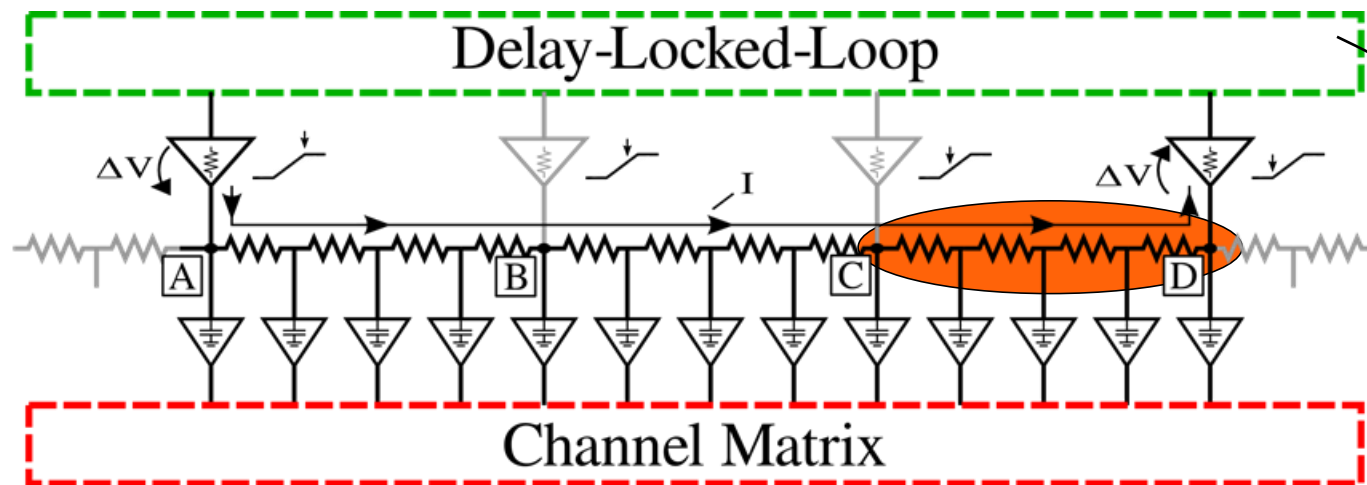 Delay-Locked-Loop
ΔV
ΔV
I
A
B
C
D
Channel Matrix